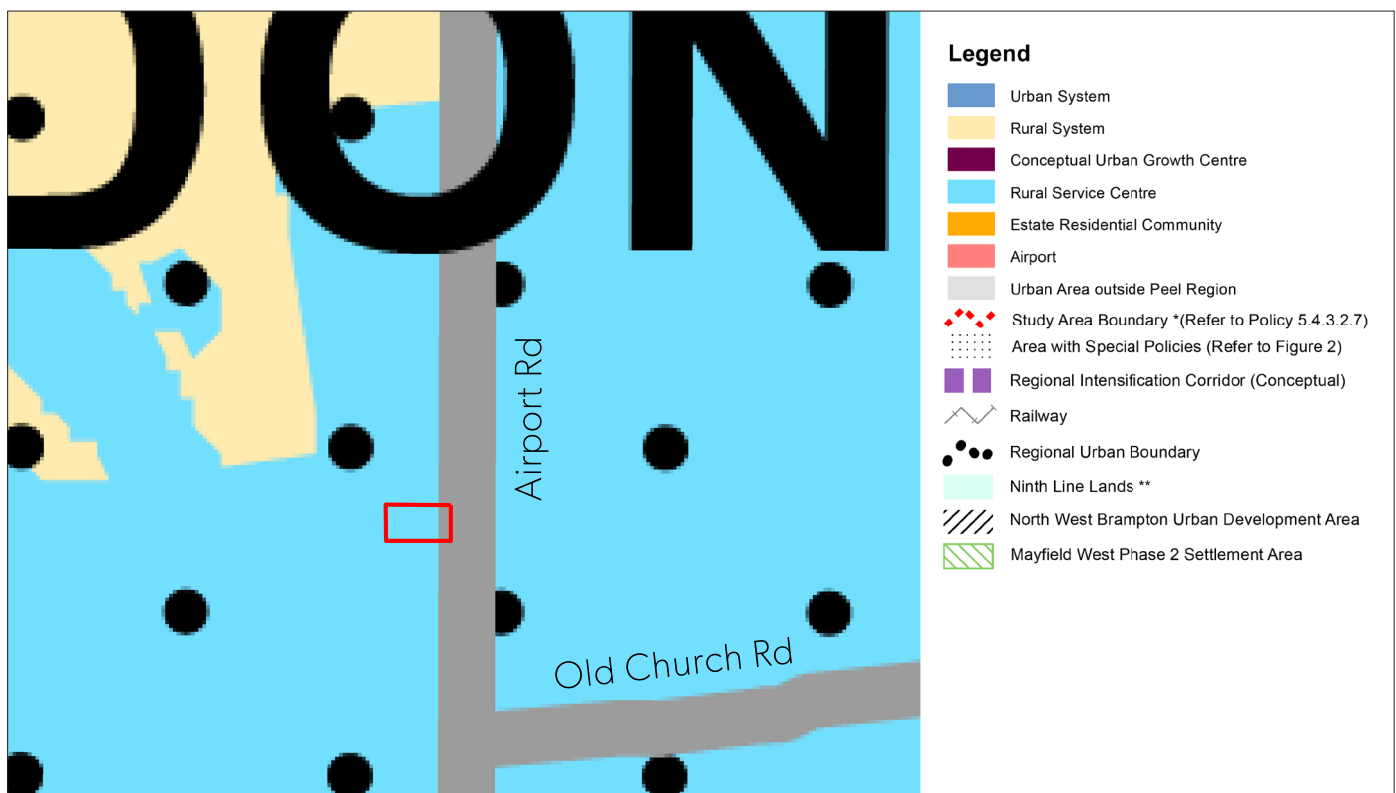 DON
Airport Rd
Old Church Rd
Legend
Urban System
Rural System
Conceptual Urban Growth Centre
Rural Service Centre
Estate Residential Community
Airport
Urban Area outside Peel Region
Study Area Boundary *(Refer to Policy 5.4.3.2.7)
Area with Special Policies (Refer to Figure 2)
Regional Intensification Corridor (Conceptual)
Railway
Regional Urban Boundary
Ninth Line Lands **
North West Brampton Urban Development Area
Mayfield West Phase 2 Settlement Area